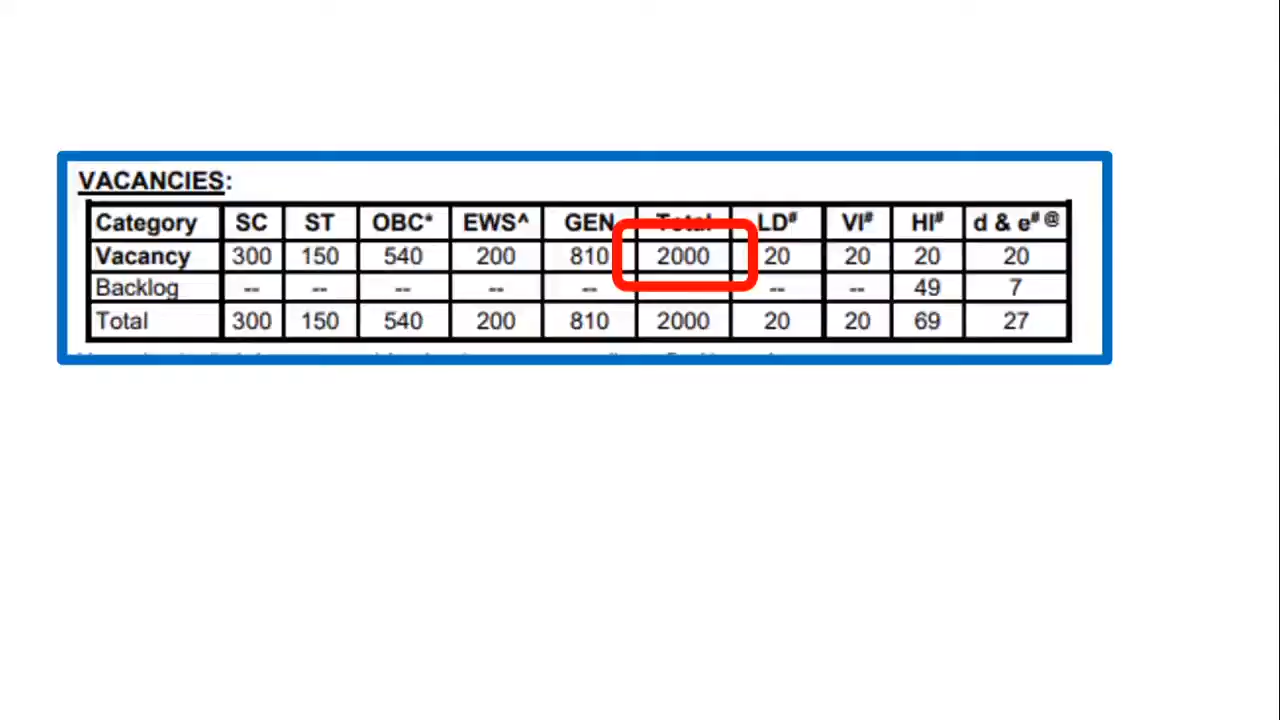 VACANCIES:
Category SC ST OBC* EWS^ GEN Total LD# VI# HI# d & e# @
Vacancy 300 150 540 200 810 2000 20 20 20 20
Backlog -- -- -- -- -- -- -- 49 7
Total 300 150 540 200 810 2000 20 20 69 27